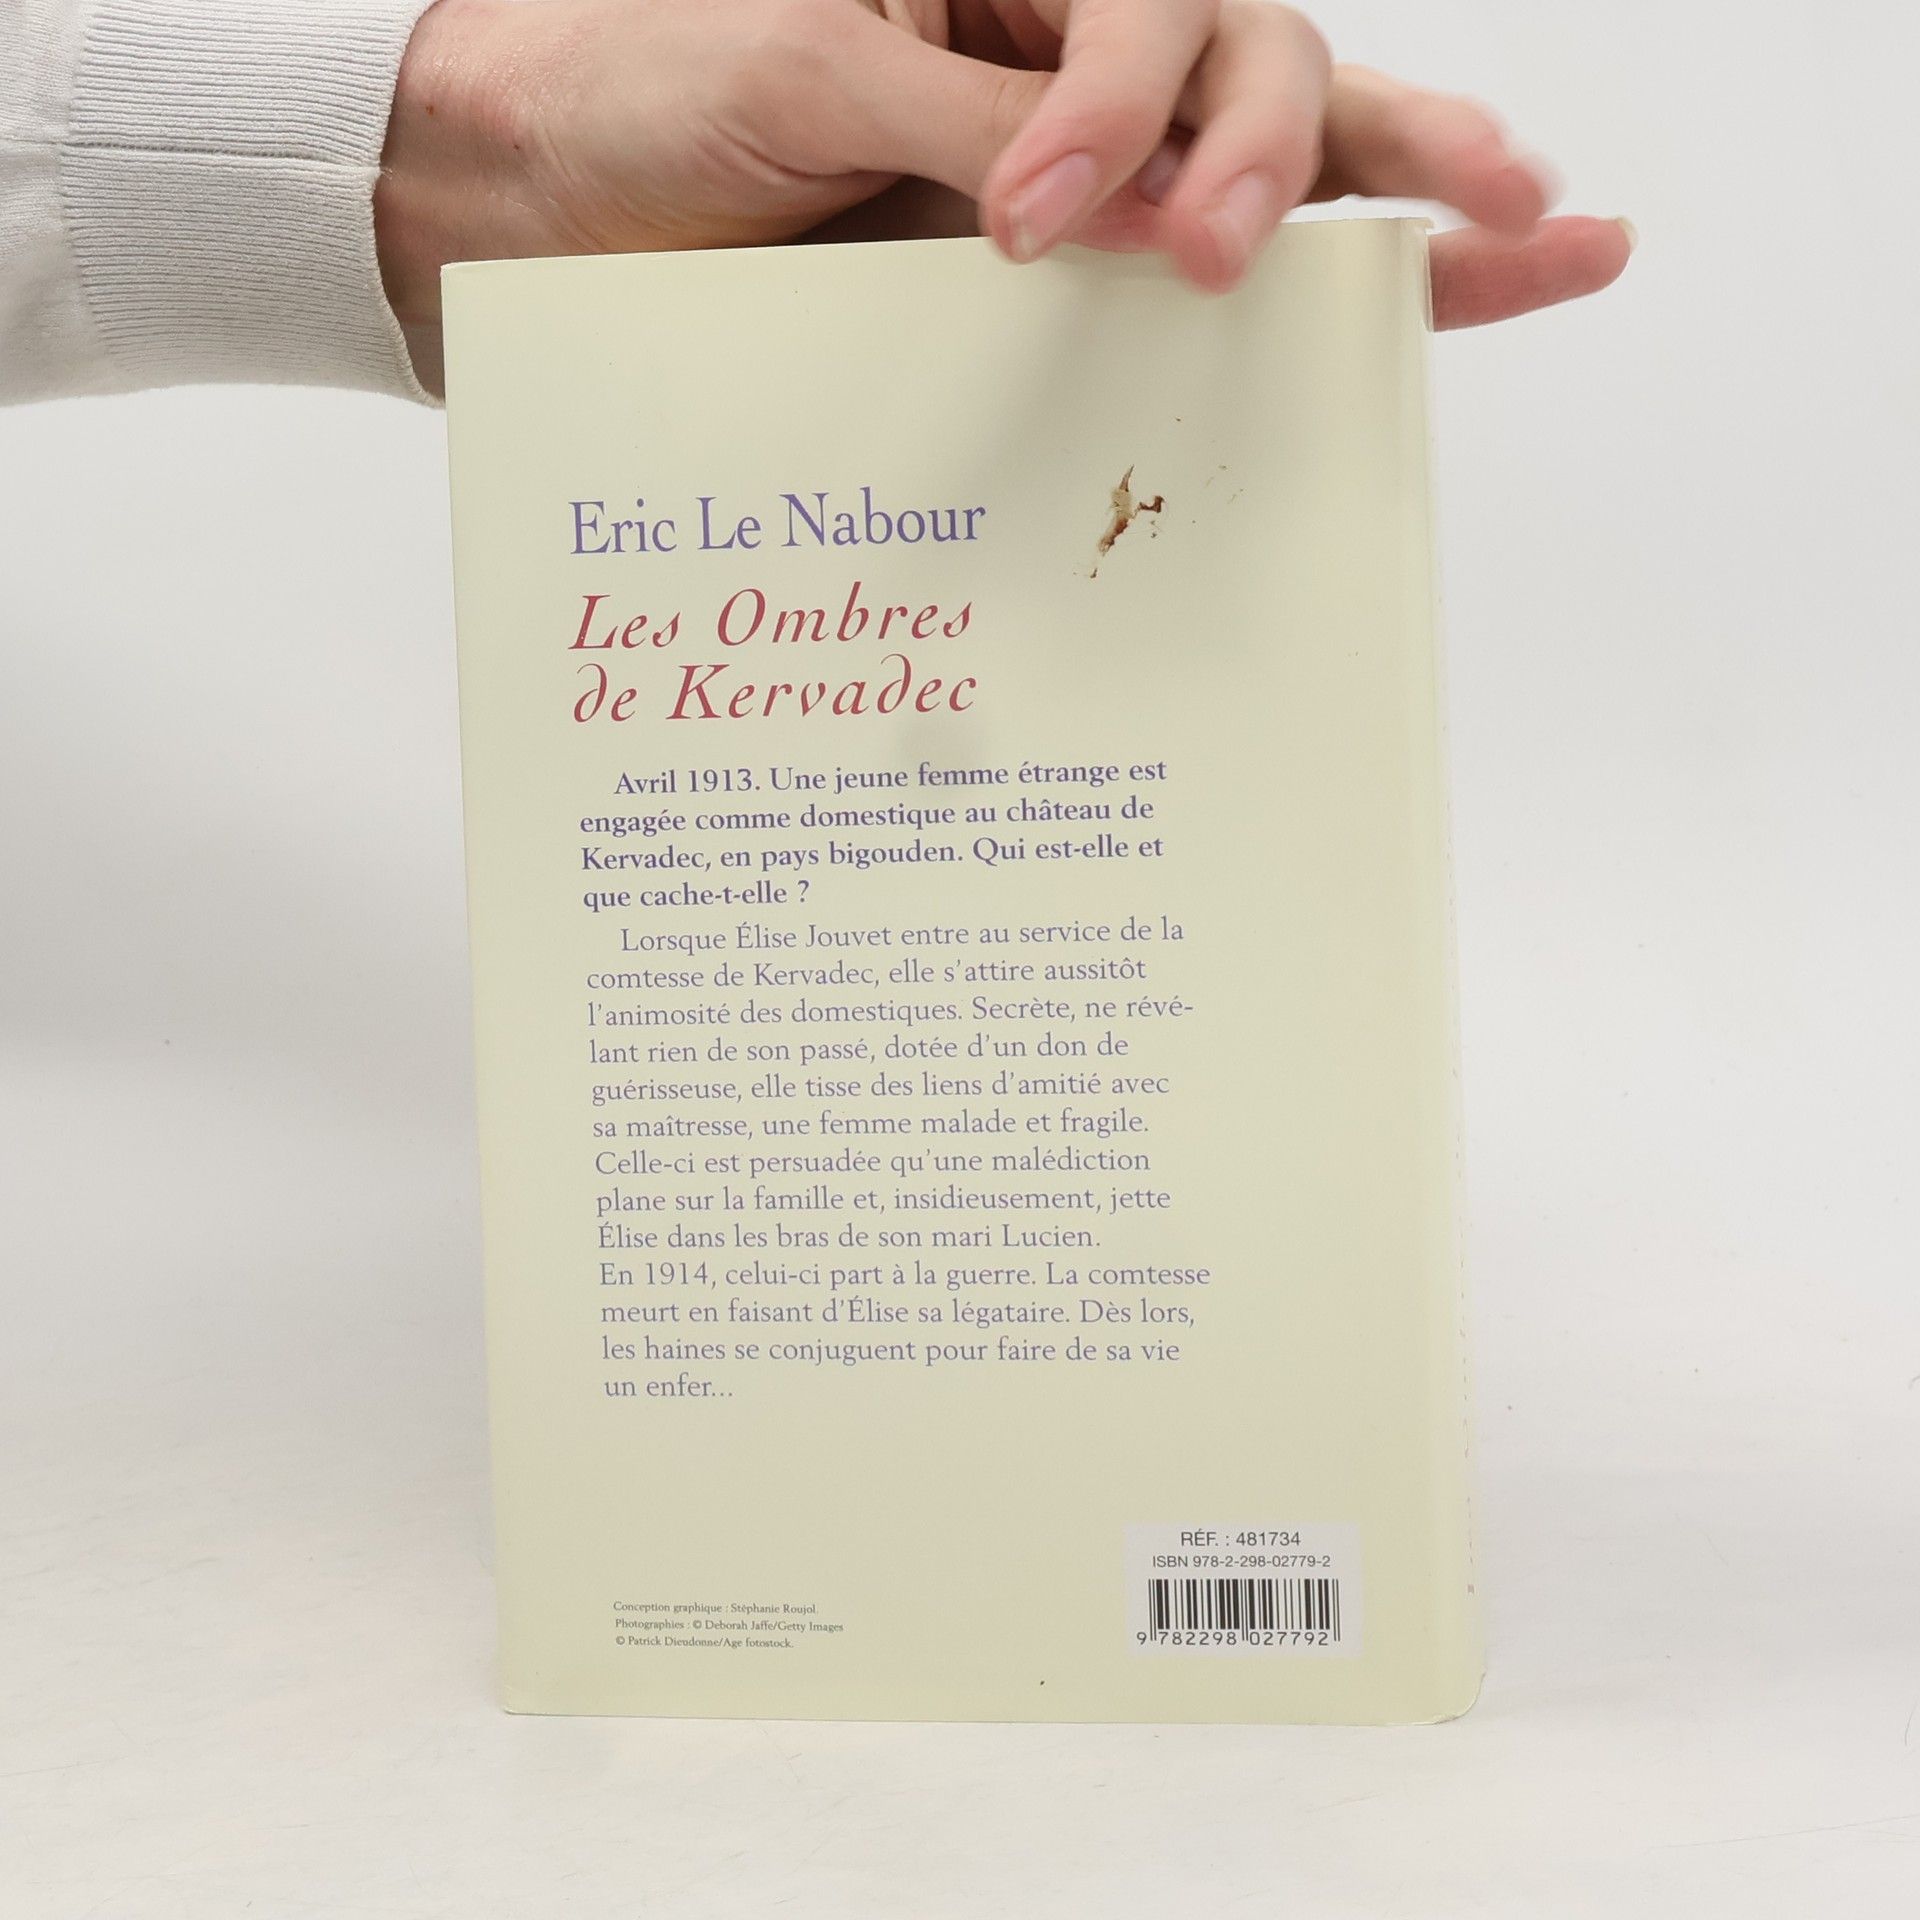 Eric Le Nabour
Les Ombres
de Kervadec
Avril 1913. Une jeune femme étrange est
engagée comme domestique au château de
Kervadec, en pays bigouden. Qui est-elle et
que cache-t-elle ?
Lorsque Élise Jouvet entre au service de la
comtesse de Kervadec, elle s'attire aussitôt
l'animosité des domestiques. Secrète, ne révé-
lant rien de son passé, dotée d'un don de
guérisseuse, elle tisse des liens d'amitié avec
sa maîtresse, une femme malade et fragile.
Celle-ci est persuadée qu'une malédiction
plane sur la famille et, insidieusement, jette
Élise dans les bras de son mari Lucien.
En 1914, celui-ci part à la guerre. La comtesse
meurt en faisant d'Élise sa légataire. Dès lors,
les haines se conjuguent pour faire de sa vie
un enfer...
RÉF. : 481734
ISBN 978-2-298-02779-2
9 782298 027792
Conception graphique : Stéphanie Roujol.
Photographies : © Deborah Jaffe/Getty Images
© Patrick Dieudonne/Age fotostock.